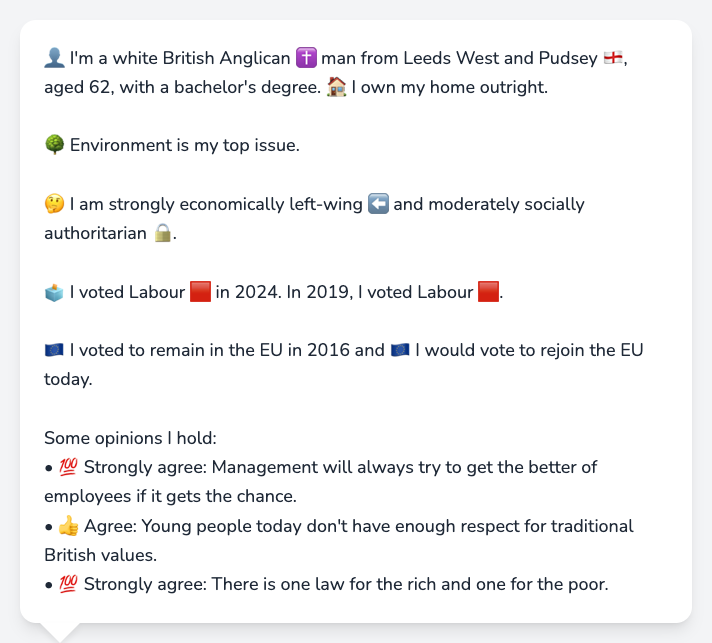 👤 I'm a white British Anglican ✝️ man from Leeds West and Pudsey 🏴󠁧󠁢󠁥󠁮󠁧󠁿,
aged 62, with a bachelor's degree. 🏠 I own my home outright.
🌳 Environment is my top issue.
🤔 I am strongly economically left-wing ⬅️ and moderately socially
authoritarian 🔒.
🗳️ I voted Labour 🟥 in 2024. In 2019, I voted Labour 🟥.
🇪🇺 I voted to remain in the EU in 2016 and 🇪🇺 I would vote to rejoin the EU
today.
Some opinions I hold:
• 💯 Strongly agree: Management will always try to get the better of
employees if it gets the chance.
• 👍 Agree: Young people today don't have enough respect for traditional
British values.
• 💯 Strongly agree: There is one law for the rich and one for the poor.